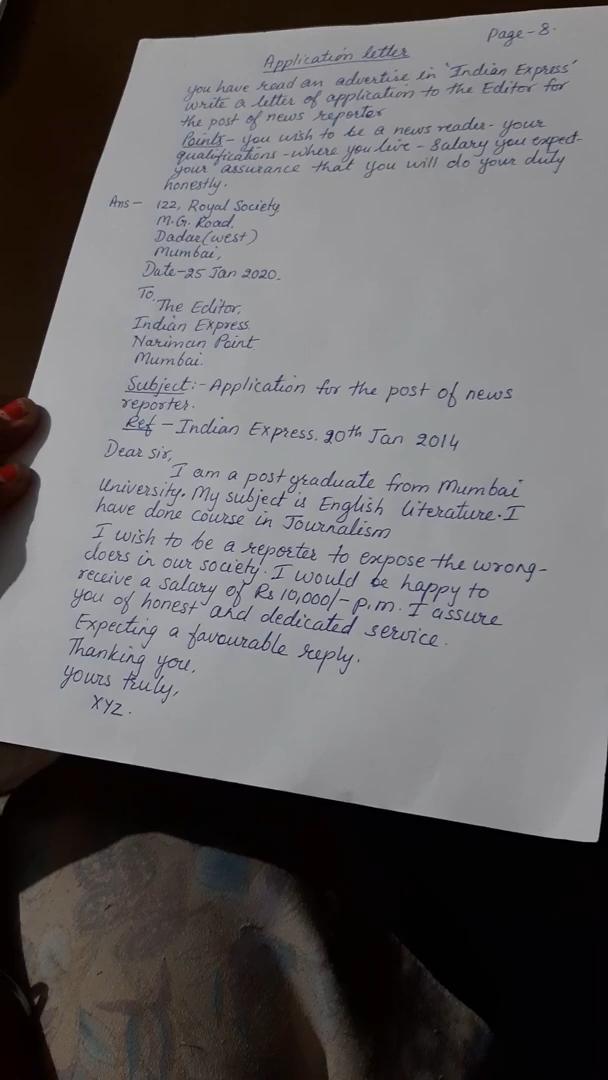 Page-8.
Application letter
you have read an advertise in 'Indian Express'
write a letter of application to the Editor for
the post of news reporter
Points- you wish to be a news reader- your
qualifications -where you live - Salary you expect-
your assurance that you will do your duty
honestly.
Ans- 122, Royal Society,
M.G. Road,
Dadar(west)
Mumbai,
Date-25 Jan 2020.
To,
The Editor,
Indian Express
Nariman Point
Mumbai.
Subject:-Application for the post of news
reporter.
Ref - Indian Express. 20th Jan 2014
Dear sir,
I am a post graduate from Mumbai
University. My subject is English literature. I
have done course in Journalism
I wish to be a reporter to expose the wrong-
doers in our society. I would be happy to
receive a salary of Rs 10,000/- p.m. I assure
you of honest and dedicated service.
Expecting a favourable reply.
Thanking you.
yours truly,
XYZ.